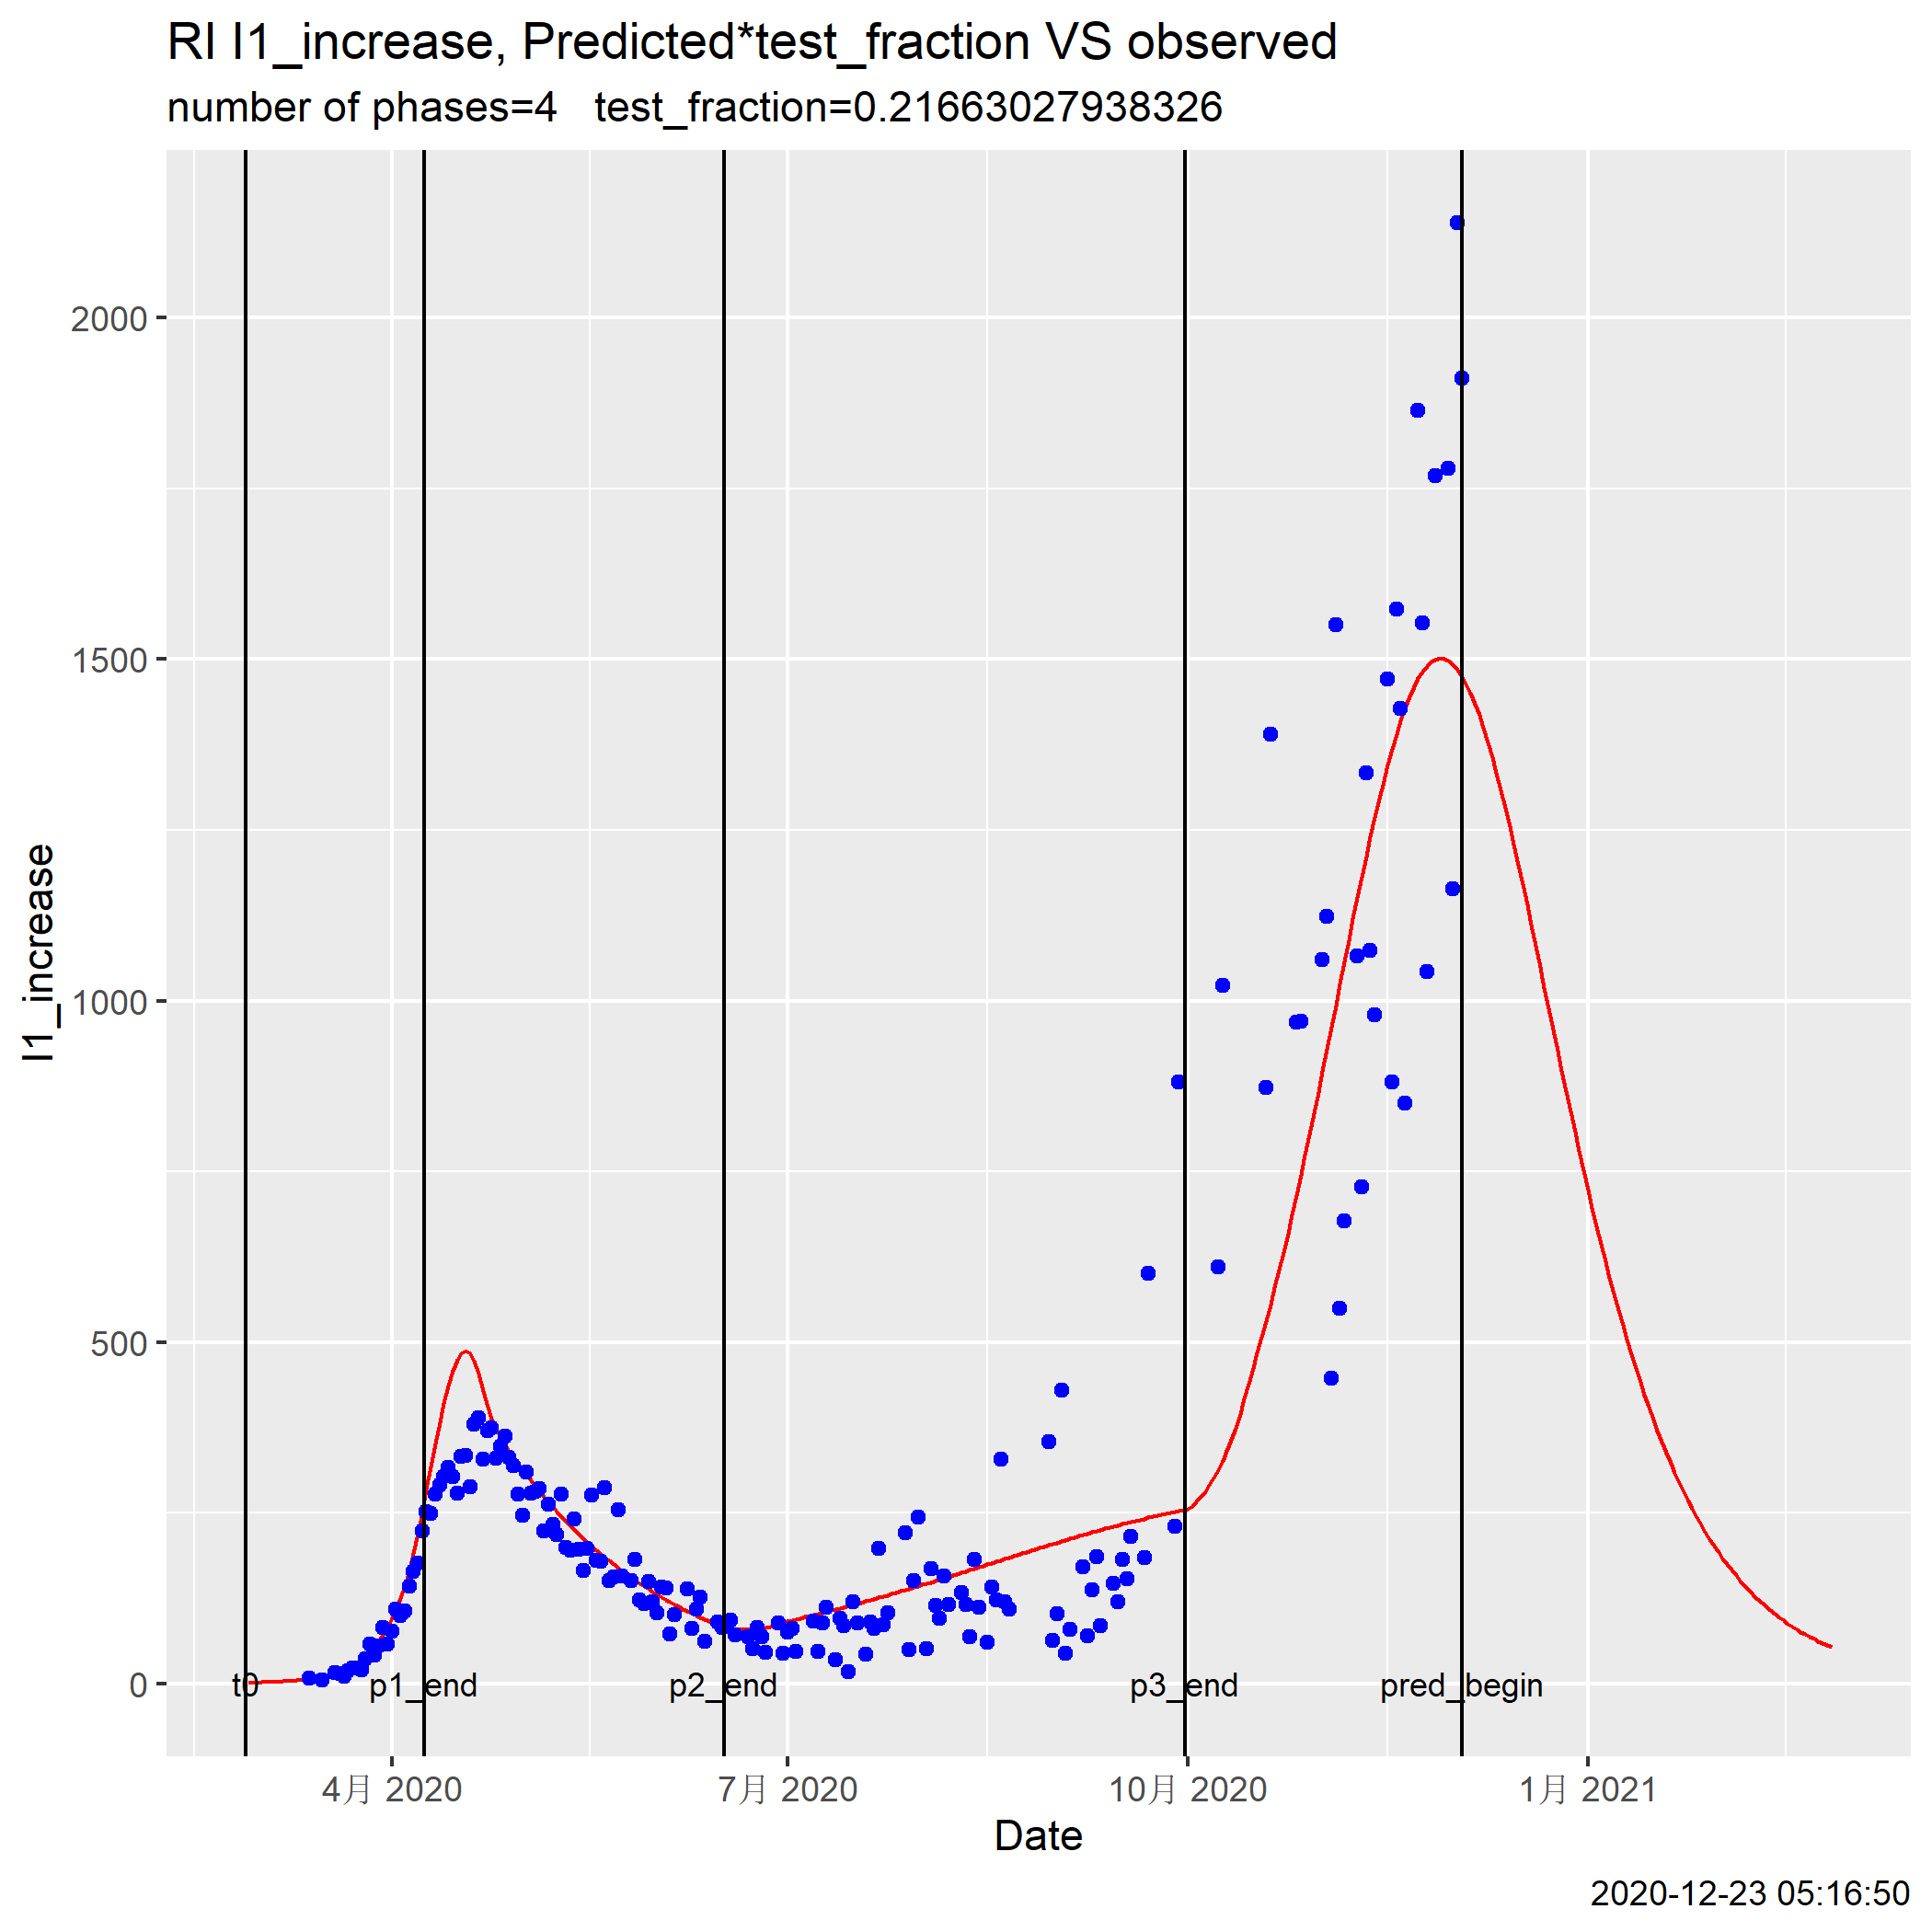 RI I1_increase, Predicted*test_fraction VS observed
number of phases=4   test_fraction=0.21663027938326
2000
1500
1000
500
0
I1_increase
t0
p1_end
p2_end
p3_end
pred_begin
4月 2020
7月 2020
10月 2020
1月 2021
Date
2020-12-23 05:16:50